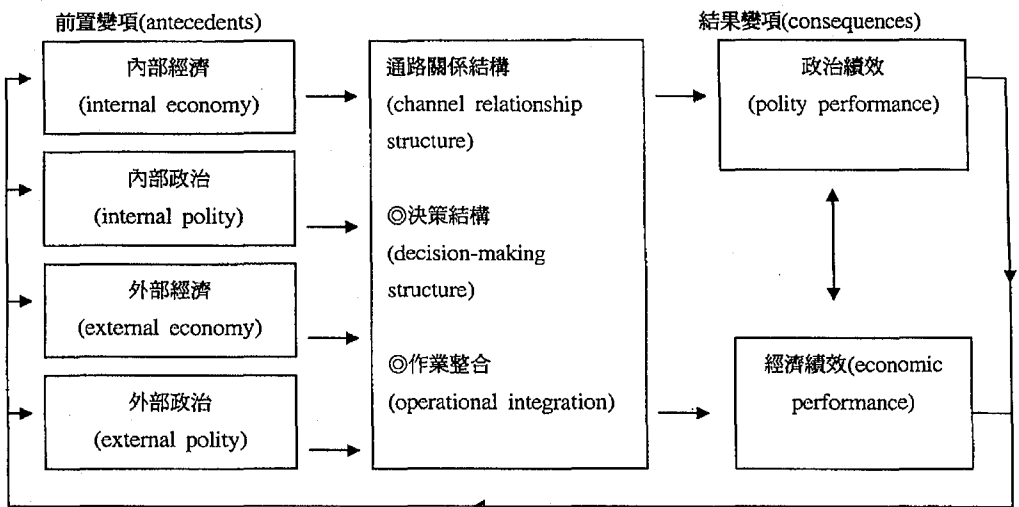 前置變項(antecedents)
內部經濟
(internal economy)
內部政治
(internal polity)
外部經濟
(external economy)
外部政治
(external polity)
通路關係結構
(channel relationship
structure)
◎決策結構
(decision-making
structure)
◎作業整合
(operational integration)
結果變項(consequences)
政治績效
(polity performance)
經濟績效(economic
performance)